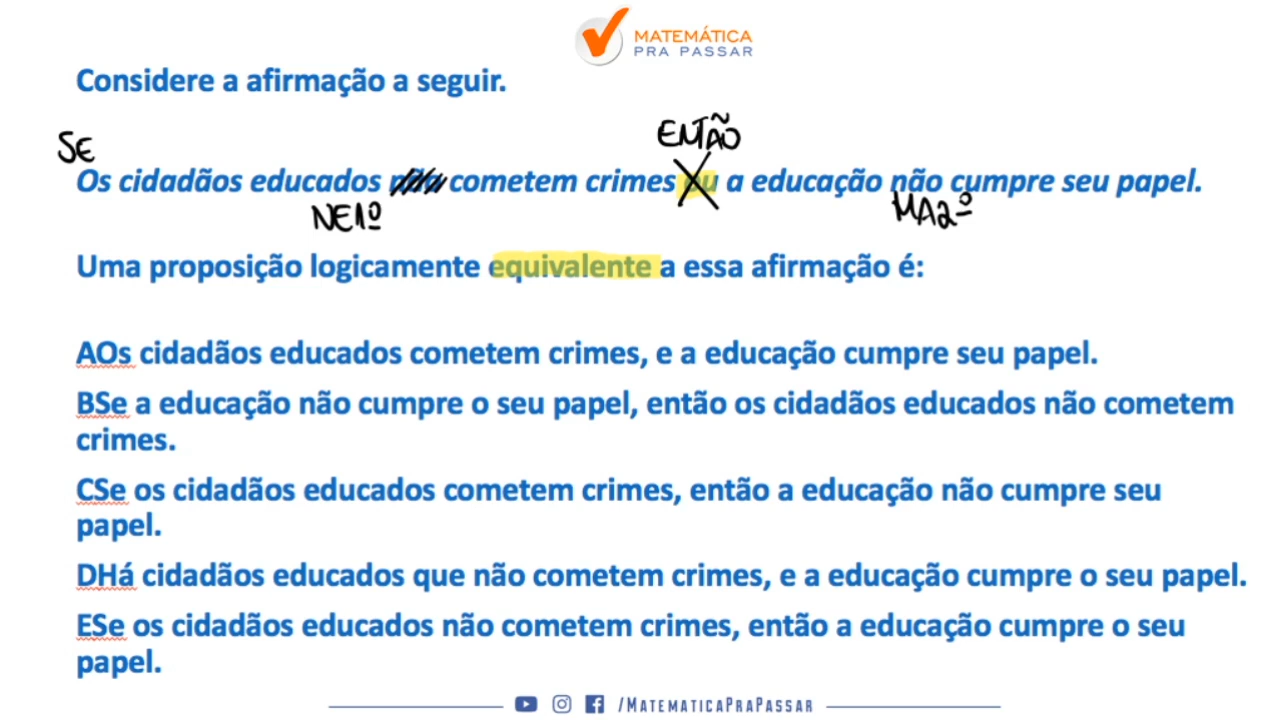 MATEMÁTICA
PRA PASSAR
Considere a afirmação a seguir.
SE
ENTÃO
Os cidadãos educados não cometem crimes ou a educação não cumpre seu papel.
NE1º
MA2º
Uma proposição logicamente equivalente a essa afirmação é:
AOs cidadãos educados cometem crimes, e a educação cumpre seu papel.
BSe a educação não cumpre o seu papel, então os cidadãos educados não cometem
crimes.
CSe os cidadãos educados cometem crimes, então a educação não cumpre seu
papel.
DHá cidadãos educados que não cometem crimes, e a educação cumpre o seu papel.
ESe os cidadãos educados não cometem crimes, então a educação cumpre o seu
papel.
/MATEMATICAPRAPASSAR